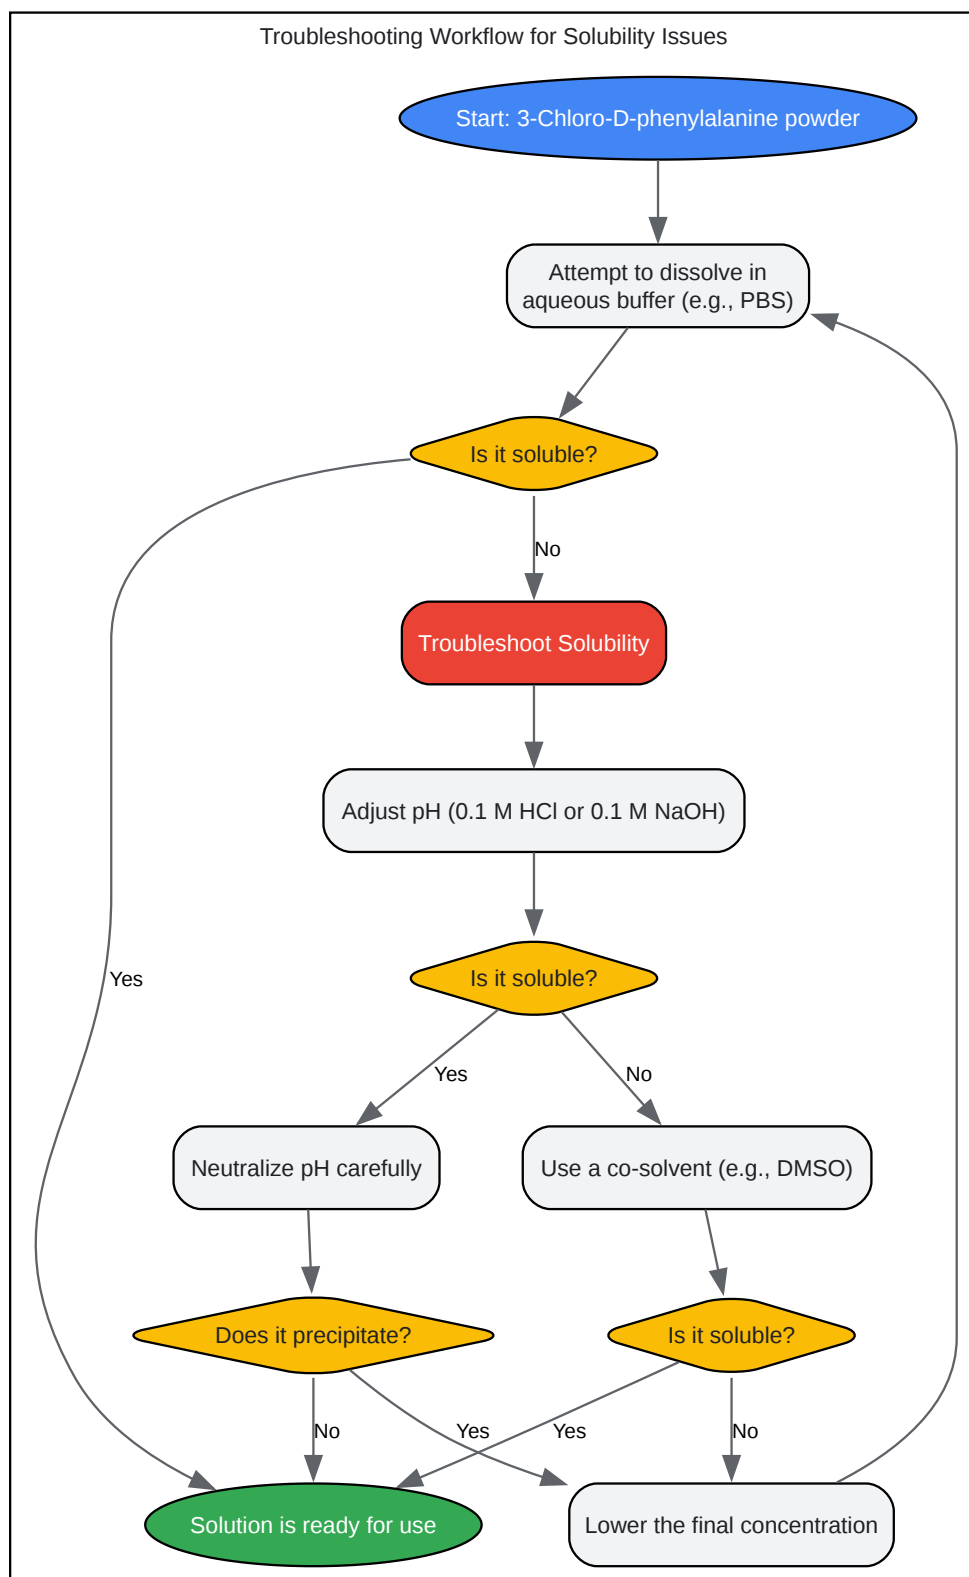 Troubleshooting Workflow for Solubility Issues
Start: 3-Chloro-D-phenylalanine powder
Attempt to dissolve in
aqueous buffer (e.g., PBS)
Is it soluble?
No
Troubleshoot Solubility
Adjust pH (0.1 M HCl or 0.1 M NaOH)
Is it soluble?
Yes
Yes
No
Neutralize pH carefully
Use a co-solvent (e.g., DMSO)
Does it precipitate?
Is it soluble?
No
Yes
Yes
No
Solution is ready for use
Lower the final concentration